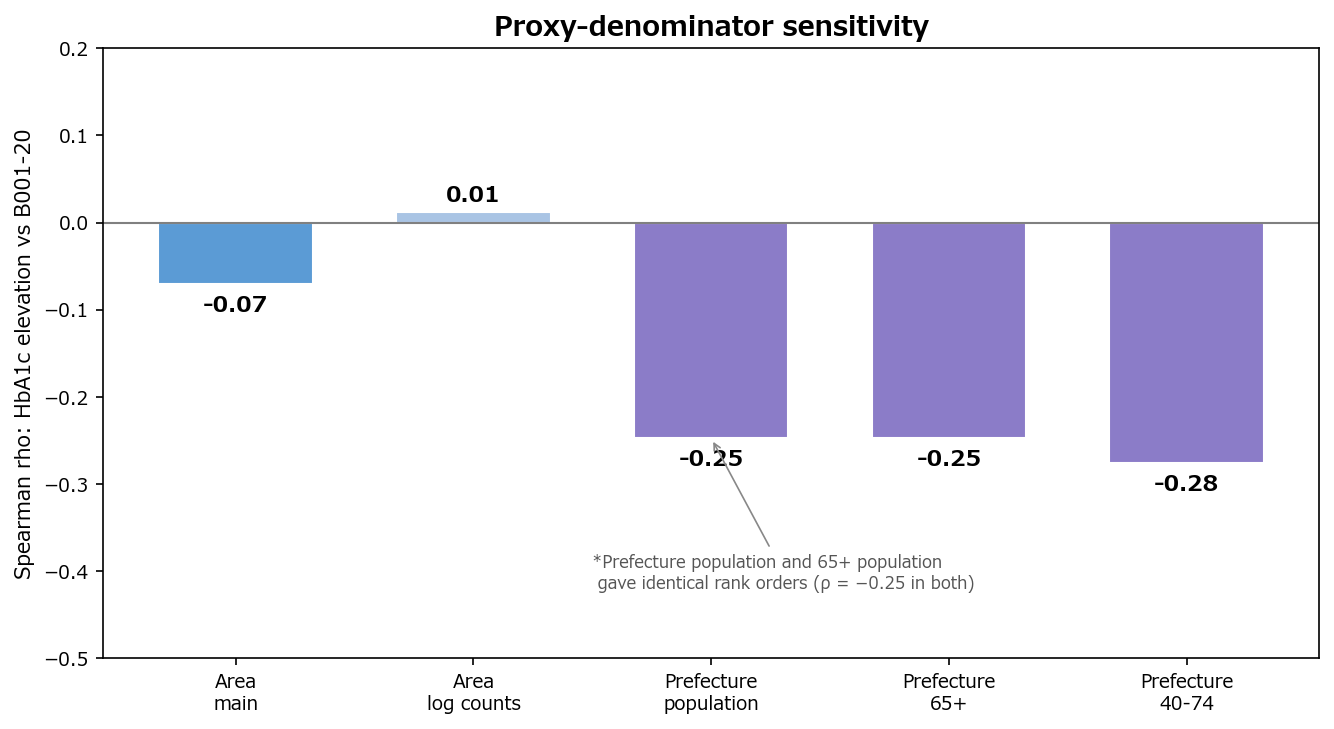 Proxy-denominator sensitivity
Spearman rho: HbA1c elevation vs B001-20
0.2
0.1
0.0
−0.1
−0.2
−0.3
−0.4
−0.5
-0.07
0.01
-0.25
-0.25
-0.28
*Prefecture population and 65+ population
gave identical rank orders (ρ = −0.25 in both)
Area
main
Area
log counts
Prefecture
population
Prefecture
65+
Prefecture
40-74